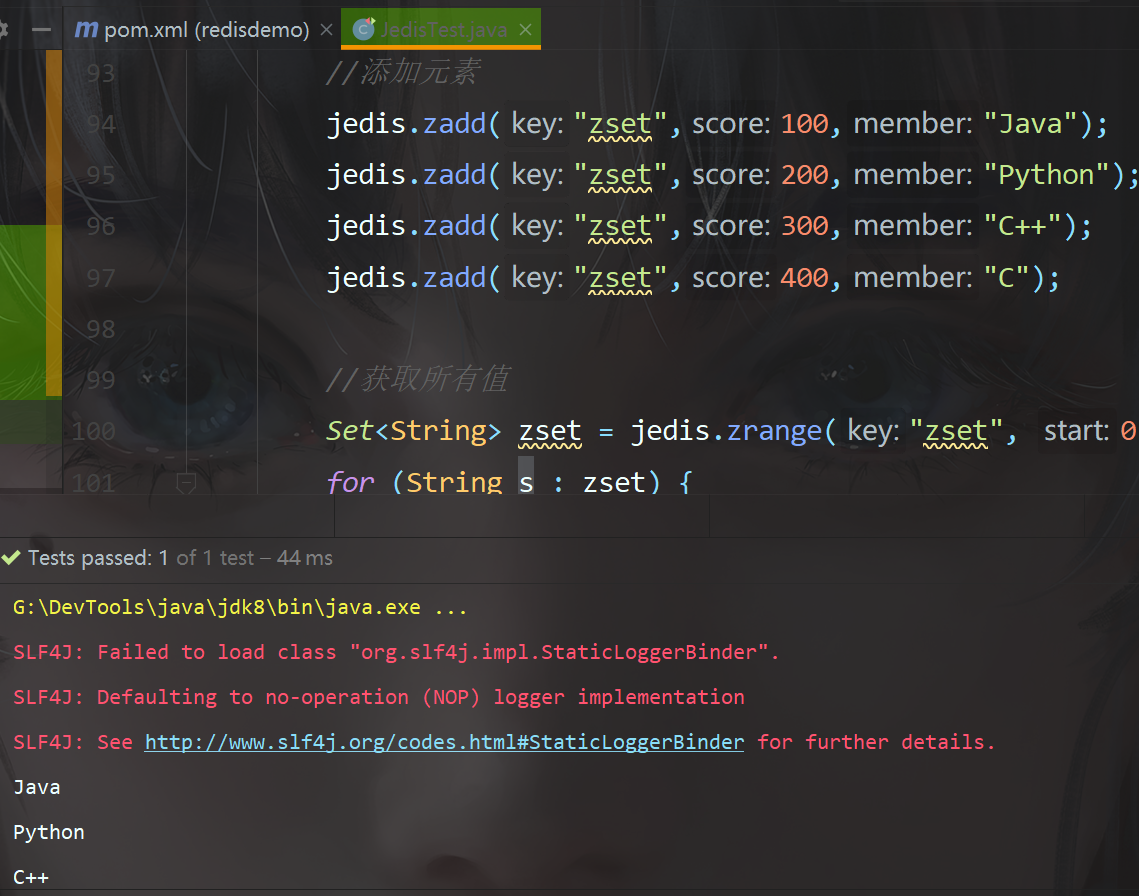 pom.xml (redisdemo)
JedisTest.java
93 //添加元素
94 jedis.zadd( key: "zset", score: 100, member: "Java");
95 jedis.zadd( key: "zset", score: 200, member: "Python");
96 jedis.zadd( key: "zset", score: 300, member: "C++");
97 jedis.zadd( key: "zset", score: 400, member: "C");
98
99 //获取所有值
100 Set<String> zset = jedis.zrange( key: "zset", start: 0
101 for (String s : zset) {
Tests passed: 1 of 1 test – 44 ms
G:\DevTools\java\jdk8\bin\java.exe ...
SLF4J: Failed to load class "org.slf4j.impl.StaticLoggerBinder".
SLF4J: Defaulting to no-operation (NOP) logger implementation
SLF4J: See http://www.slf4j.org/codes.html#StaticLoggerBinder for further details.
Java
Python
C++